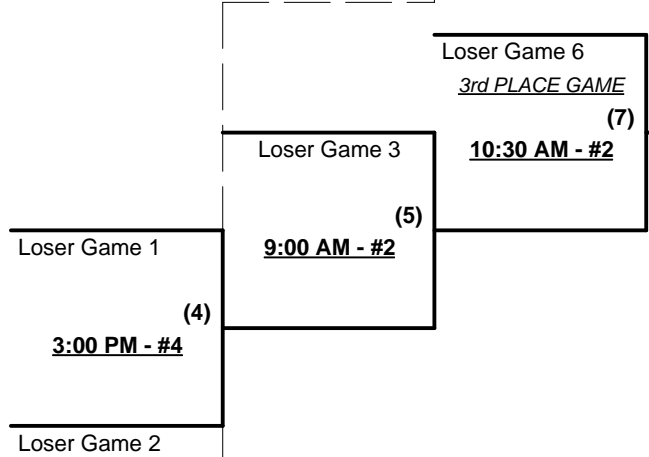 Loser Game 6
3rd PLACE GAME
(7)
10:30 AM - #2
Loser Game 3
(5)
9:00 AM - #2
Loser Game 1
(4)
3:00 PM - #4
Loser Game 2